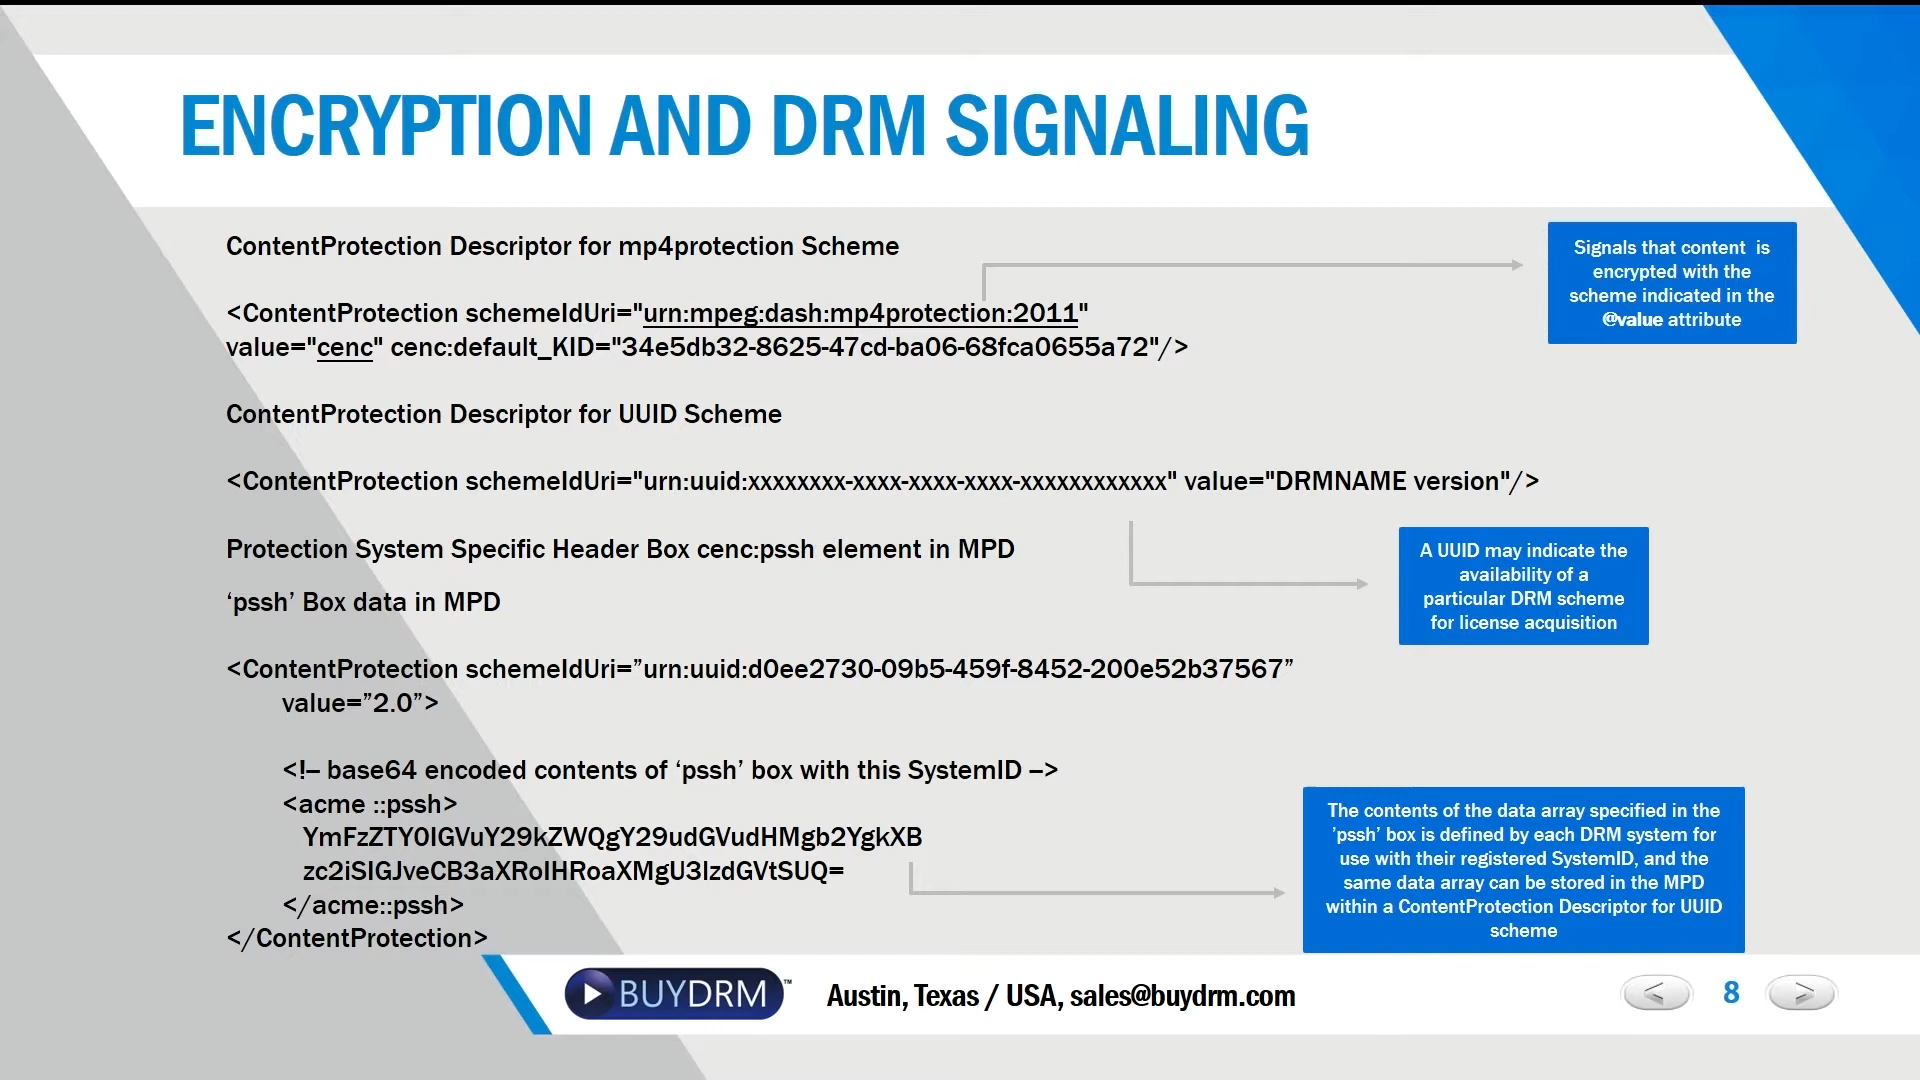 ENCRYPTION AND DRM SIGNALING
ContentProtection Descriptor for mp4protection Scheme
<ContentProtection schemeIdUri="urn:mpeg:dash:mp4protection:2011"
value="cenc" cenc:default_KID="34e5db32-8625-47cd-ba06-68fca0655a72"/>
Signals that content is
encrypted with the
scheme indicated in the
@value attribute
ContentProtection Descriptor for UUID Scheme
<ContentProtection schemeIdUri="urn:uuid:xxxxxxxx-xxxx-xxxx-xxxx-xxxxxxxxxxxx" value="DRMNAME version"/>
Protection System Specific Header Box cenc:pssh element in MPD
‘pssh’ Box data in MPD
A UUID may indicate the
availability of a
particular DRM scheme
for license acquisition
<ContentProtection schemeIdUri=”urn:uuid:d0ee2730-09b5-459f-8452-200e52b37567”
value=”2.0”>
<!– base64 encoded contents of ‘pssh’ box with this SystemID –>
<acme ::pssh>
YmFzZTY0IGVuY29kZWQgY29udGVudHMgb2YgkXB
zc2iSIGJveCB3aXRoIHRoaXMgU3lzdGVtSUQ=
</acme::pssh>
</ContentProtection>
The contents of the data array specified in the
’pssh’ box is defined by each DRM system for
use with their registered SystemID, and the
same data array can be stored in the MPD
within a ContentProtection Descriptor for UUID
scheme
BUYDRM™
Austin, Texas / USA, sales@buydrm.com
< 8 >